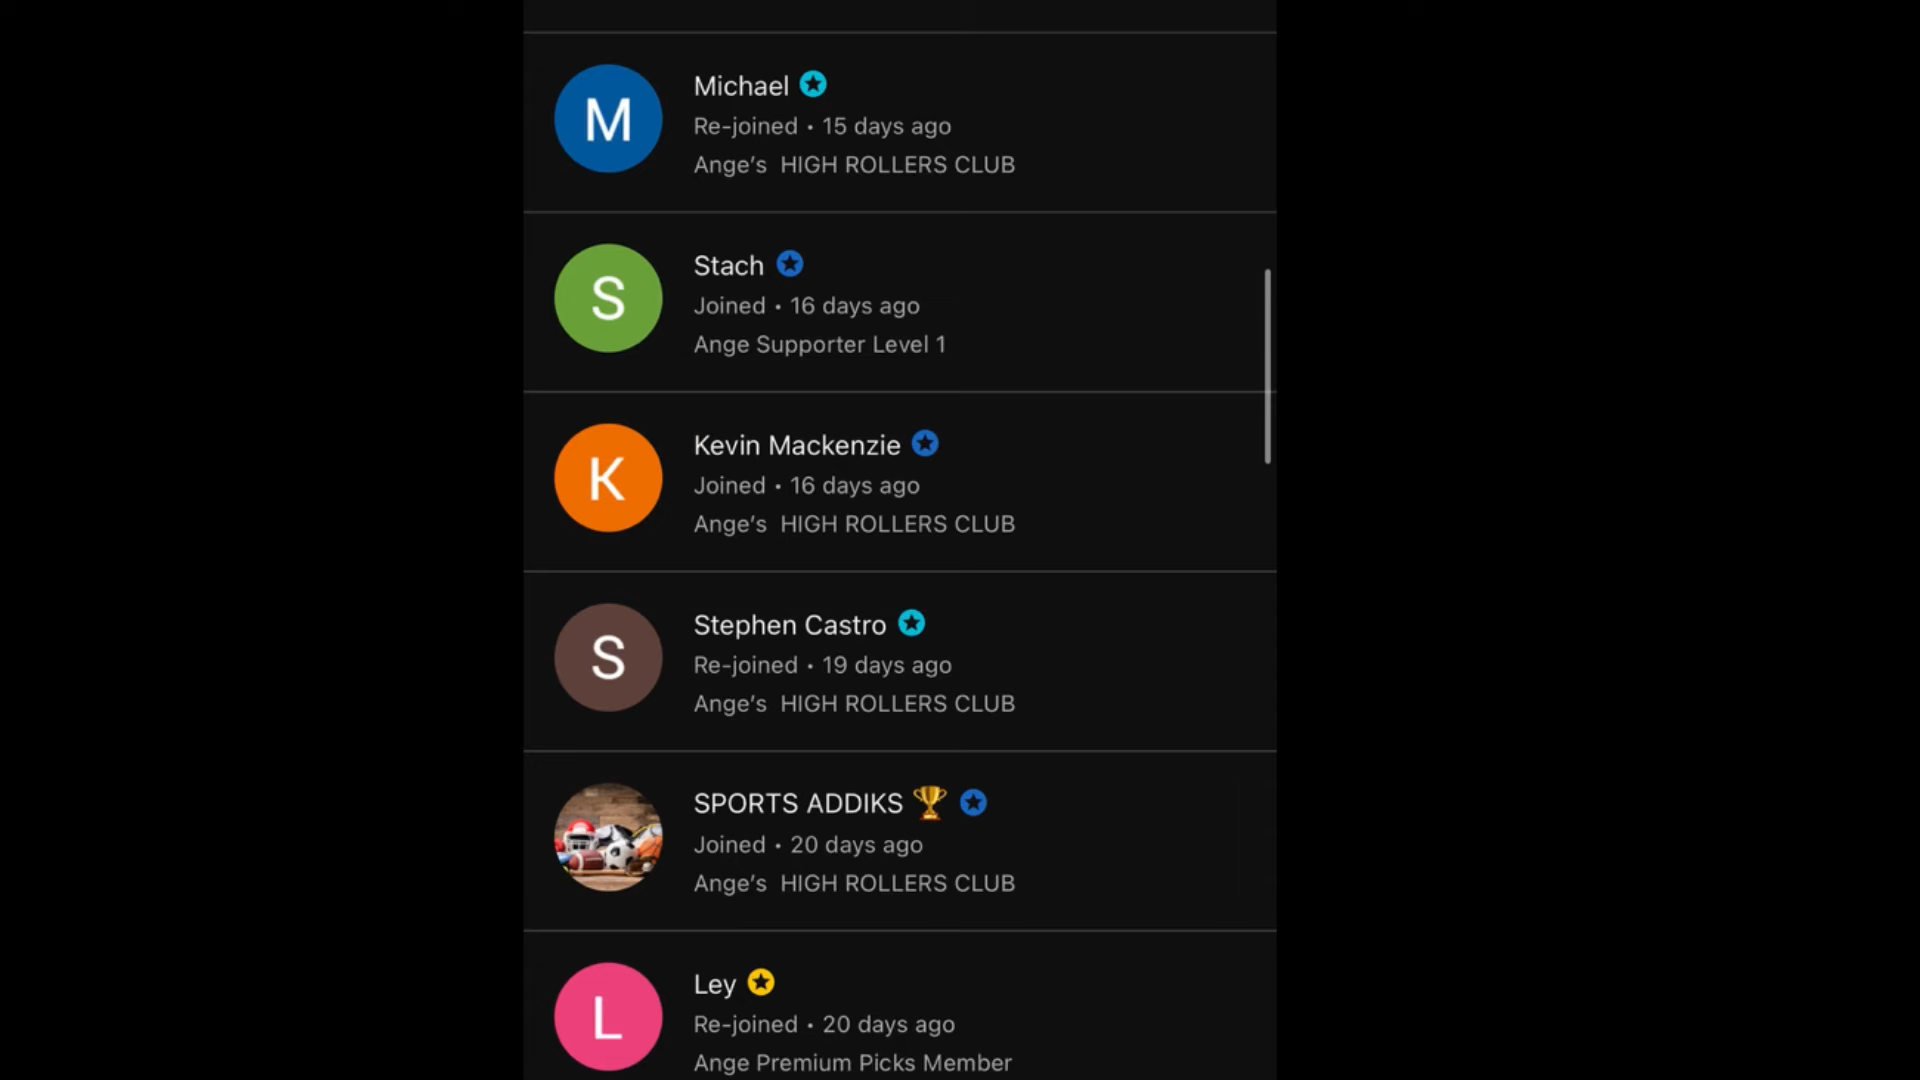 M
Michael
Re-joined • 15 days ago
Ange's HIGH ROLLERS CLUB
S
Stach
Joined • 16 days ago
Ange Supporter Level 1
K
Kevin Mackenzie
Joined • 16 days ago
Ange's HIGH ROLLERS CLUB
S
Stephen Castro
Re-joined • 19 days ago
Ange's HIGH ROLLERS CLUB
SPORTS ADDIKS 🏆
Joined • 20 days ago
Ange's HIGH ROLLERS CLUB
L
Ley
Re-joined • 20 days ago
Ange Premium Picks Member